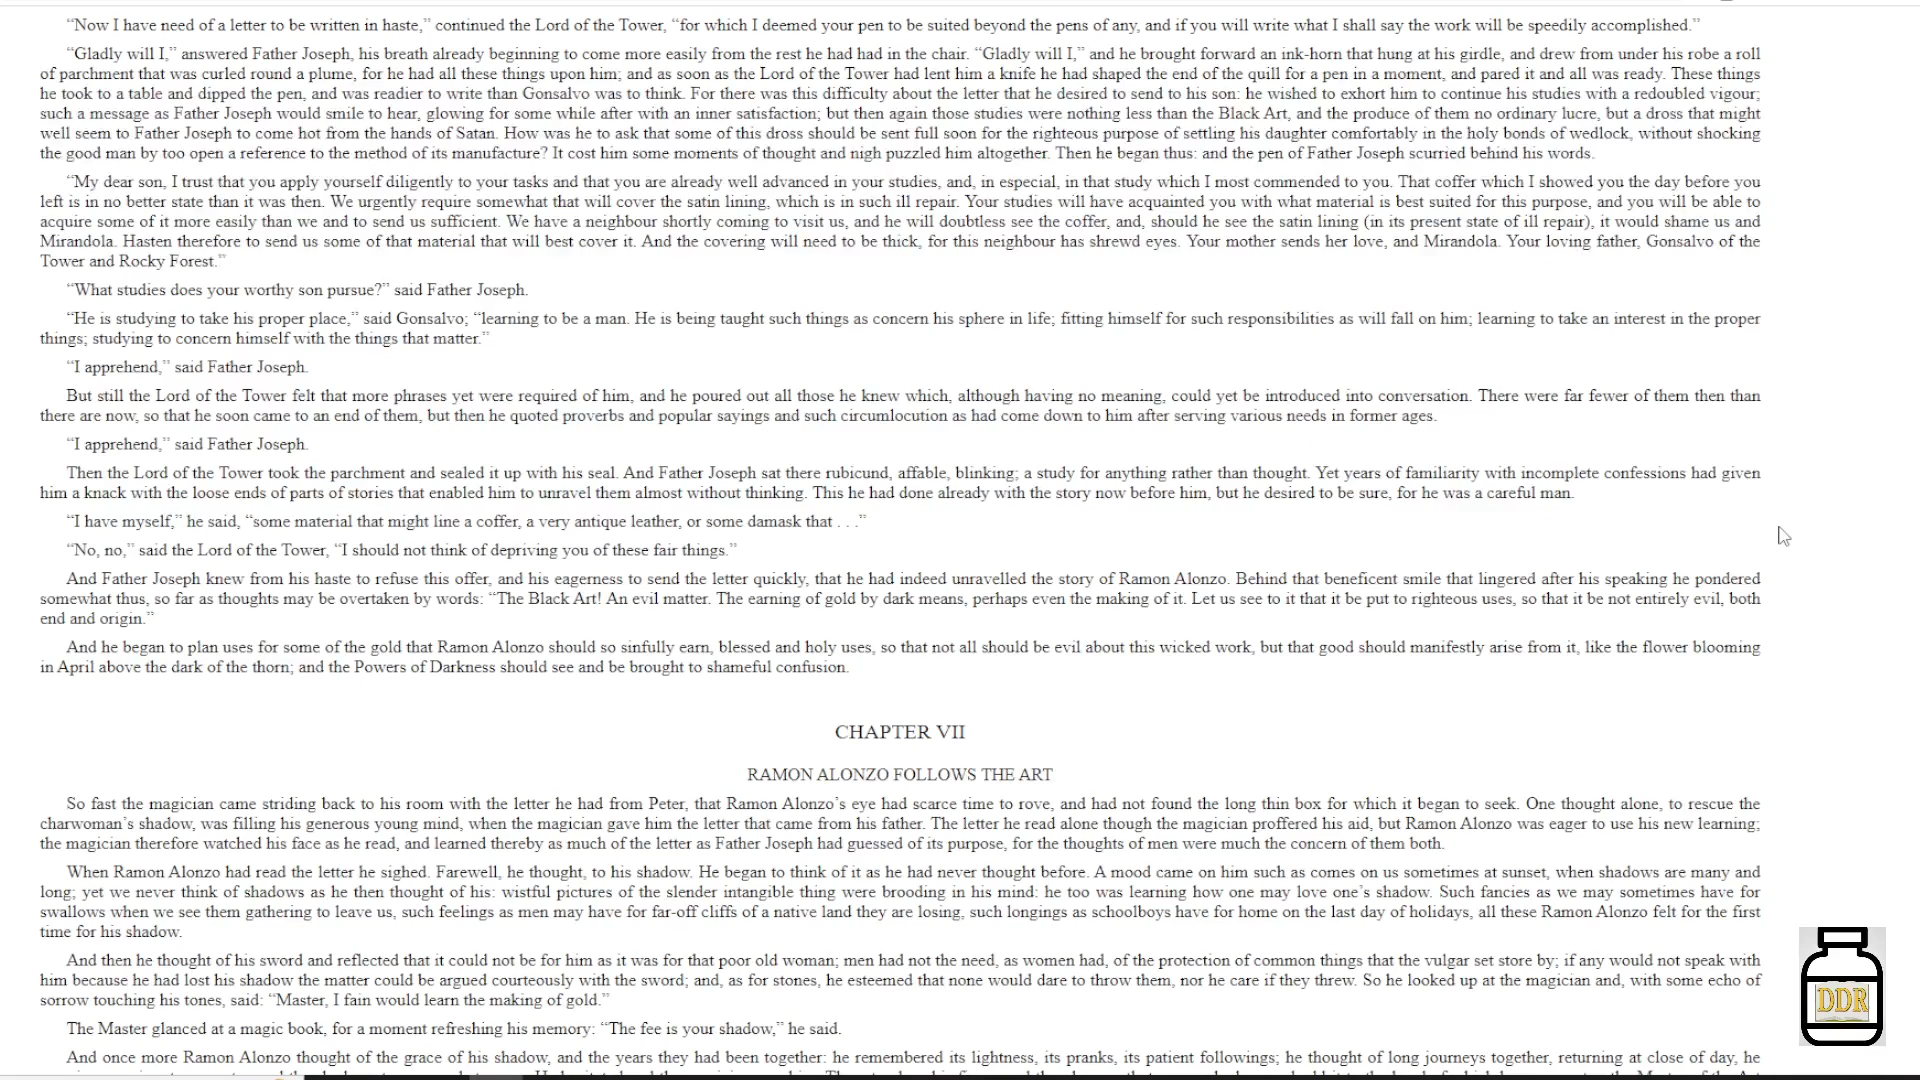 “Now I have need of a letter to be written in haste,” continued the Lord of the Tower, “for which I deemed your pen to be suited beyond the pens of any, and if you will write what I shall say the work will be speedily accomplished.”
“Gladly will I,” answered Father Joseph, his breath already beginning to come more easily from the rest he had had in the chair. “Gladly will I,” and he brought forward an ink-horn that hung at his girdle, and drew from under his robe a roll
of parchment that was curled round a plume, for he had all these things upon him; and as soon as the Lord of the Tower had lent him a knife he had shaped the end of the quill for a pen in a moment, and pared it and all was ready. These things
he took to a table and dipped the pen, and was readier to write than Gonsalvo was to think. For there was this difficulty about the letter that he desired to send to his son: he wished to exhort him to continue his studies with a redoubled vigour;
such a message as Father Joseph would smile to hear, glowing for some while after with an inner satisfaction; but then again those studies were nothing less than the Black Art, and the produce of them no ordinary lucre, but a dross that might
well seem to Father Joseph to come hot from the hands of Satan. How was he to ask that some of this dross should be sent full soon for the righteous purpose of settling his daughter comfortably in the holy bonds of wedlock, without shocking
the good man by too open a reference to the method of its manufacture? It cost him some moments of thought and nigh puzzled him altogether. Then he began thus: and the pen of Father Joseph scurried behind his words.
“My dear son, I trust that you apply yourself diligently to your tasks and that you are already well advanced in your studies, and, in especial, in that study which I most commended to you. That coffer which I showed you the day before you
left is in no better state than it was then. We urgently require somewhat that will cover the satin lining, which is in such ill repair. Your studies will have acquainted you with what material is best suited for this purpose, and you will be able to
acquire some of it more easily than we and to send us sufficient. We have a neighbour shortly coming to visit us, and he will doubtless see the coffer, and, should he see the satin lining (in its present state of ill repair), it would shame us and
Mirandola. Hasten therefore to send us some of that material that will best cover it. And the covering will need to be thick, for this neighbour has shrewd eyes. Your mother sends her love, and Mirandola. Your loving father, Gonsalvo of the
Tower and Rocky Forest.”
“What studies does your worthy son pursue?” said Father Joseph.
“He is studying to take his proper place,” said Gonsalvo; “learning to be a man. He is being taught such things as concern his sphere in life; fitting himself for such responsibilities as will fall on him; learning to take an interest in the proper
things; studying to concern himself with the things that matter.”
“I apprehend,” said Father Joseph.
But still the Lord of the Tower felt that more phrases yet were required of him, and he poured out all those he knew which, although having no meaning, could yet be introduced into conversation. There were far fewer of them then than
there are now, so that he soon came to an end of them, but then he quoted proverbs and popular sayings and such circumlocution as had come down to him after serving various needs in former ages.
“I apprehend,” said Father Joseph.
Then the Lord of the Tower took the parchment and sealed it up with his seal. And Father Joseph sat there rubicund, affable, blinking; a study for anything rather than thought. Yet years of familiarity with incomplete confessions had given
him a knack with the loose ends of parts of stories that enabled him to unravel them almost without thinking. This he had done already with the story now before him, but he desired to be sure, for he was a careful man.
“I have myself,” he said, “some material that might line a coffer, a very antique leather, or some damask that . . .”
“No, no,” said the Lord of the Tower, “I should not think of depriving you of these fair things.”
And Father Joseph knew from his haste to refuse this offer, and his eagerness to send the letter quickly, that he had indeed unravelled the story of Ramon Alonzo. Behind that beneficent smile that lingered after his speaking he pondered
somewhat thus, so far as thoughts may be overtaken by words: “The Black Art! An evil matter. The earning of gold by dark means, perhaps even the making of it. Let us see to it that it be put to righteous uses, so that it be not entirely evil, both
end and origin.”
And he began to plan uses for some of the gold that Ramon Alonzo should so sinfully earn, blessed and holy uses, so that not all should be evil about this wicked work, but that good should manifestly arise from it, like the flower blooming
in April above the dark of the thorn; and the Powers of Darkness should see and be brought to shameful confusion.
CHAPTER VII
RAMON ALONZO FOLLOWS THE ART
So fast the magician came striding back to his room with the letter he had from Peter, that Ramon Alonzo’s eye had scarce time to rove, and had not found the long thin box for which it began to seek. One thought alone, to rescue the
charwoman’s shadow, was filling his generous young mind, when the magician gave him the letter that came from his father. The letter he read alone though the magician proffered his aid, but Ramon Alonzo was eager to use his new learning;
the magician therefore watched his face as he read, and learned thereby as much of the letter as Father Joseph had guessed of its purpose, for the thoughts of men were much the concern of them both.
When Ramon Alonzo had read the letter he sighed. Farewell, he thought, to his shadow. He began to think of it as he had never thought before. A mood came on him such as comes on us sometimes at sunset, when shadows are many and
long; yet we never think of shadows as he then thought of his: wistful pictures of the slender intangible thing were brooding in his mind: he too was learning how one may love one’s shadow. Such fancies as we may sometimes have for
swallows when we see them gathering to leave us, such feelings as men may have for far-off cliffs of a native land they are losing, such longings as schoolboys have for home on the last day of holidays, all these Ramon Alonzo felt for the first
time for his shadow.
And then he thought of his sword and reflected that it could not be for him as it was for that poor old woman; men had not the need, as women had, of the protection of common things that the vulgar set store by; if any would not speak with
him because he had lost his shadow the matter could be argued courteously with the sword; and, as for stones, he esteemed that none would dare to throw them, nor he care if they threw. So he looked up at the magician and, with some echo of
sorrow touching his tones, said: “Master, I fain would learn the making of gold.”
The Master glanced at a magic book, for a moment refreshing his memory: “The fee is your shadow,” he said.
And once more Ramon Alonzo thought of the grace of his shadow, and the years they had been together: he remembered its lightness, its pranks, its patient followings; he thought of long journeys together, returning at close of day, he
DDR